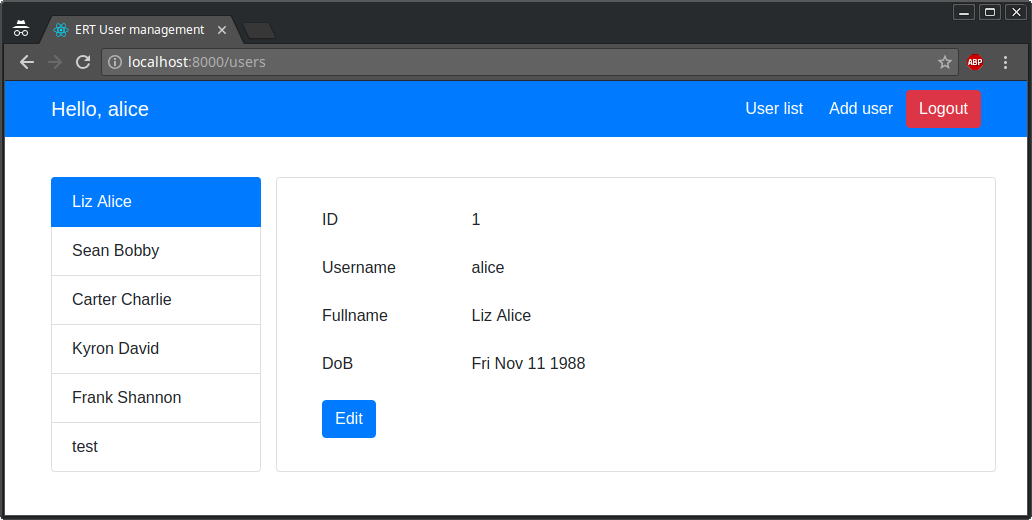 ERT User management
localhost:8000/users
ABP
Hello, alice
User list
Add user
Logout
Liz Alice
Sean Bobby
Carter Charlie
Kyron David
Frank Shannon
test
ID 1
Username alice
Fullname Liz Alice
DoB Fri Nov 11 1988
Edit